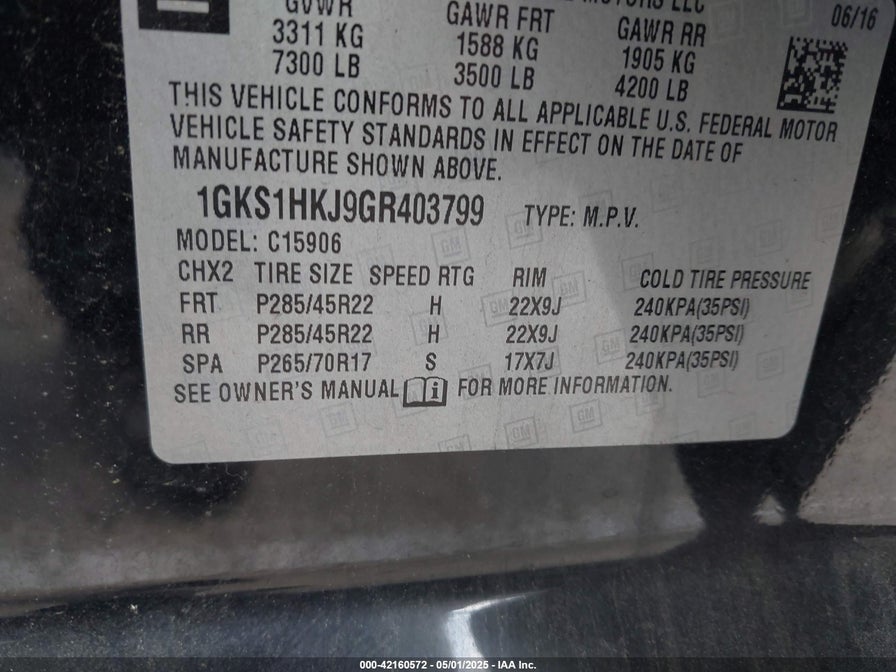 MOTORS LLC
06/16
GVWR GAWR FRT GAWR RR
3311 KG 1588 KG 1905 KG
7300 LB 3500 LB 4200 LB
THIS VEHICLE CONFORMS TO ALL APPLICABLE U.S. FEDERAL MOTOR
VEHICLE SAFETY STANDARDS IN EFFECT ON THE DATE OF
MANUFACTURE SHOWN ABOVE.
1GKS1HKJ9GR403799 TYPE: M.P.V.
MODEL: C15906
CHX2 TIRE SIZE SPEED RTG RIM COLD TIRE PRESSURE
FRT P285/45R22 H 22X9J 240KPA(35PSI)
RR P285/45R22 H 22X9J 240KPA(35PSI)
SPA P265/70R17 S 17X7J 240KPA(35PSI)
SEE OWNER'S MANUAL i FOR MORE INFORMATION.
000-42160572 - 05/01/2025 - IAA Inc.